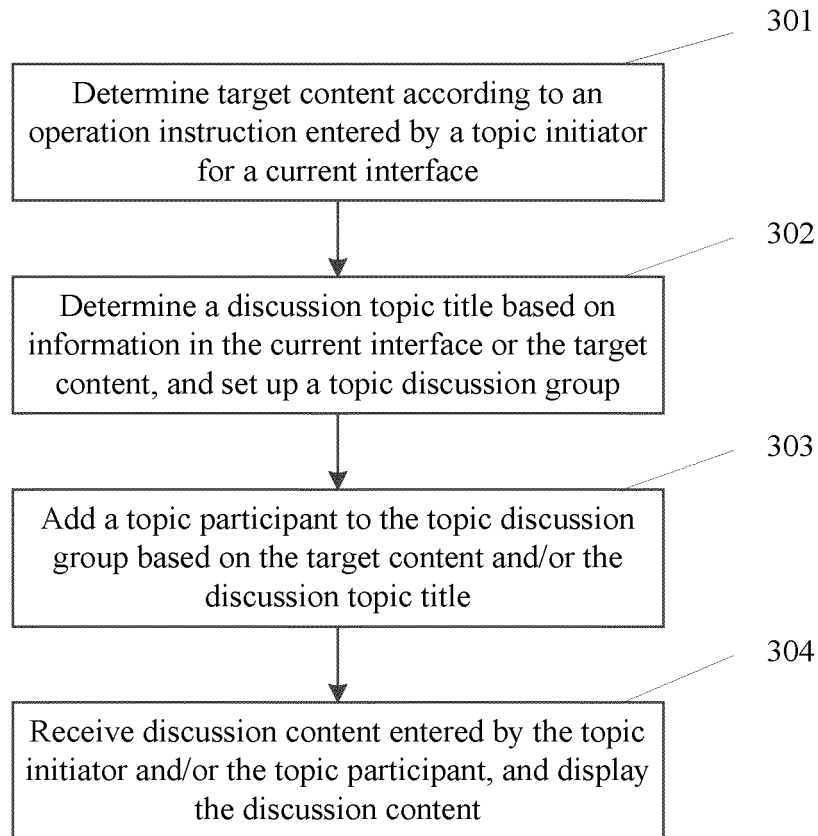 301
Determine target content according to an
operation instruction entered by a topic initiator
for a current interface
302
Determine a discussion topic title based on
information in the current interface or the target
content, and set up a topic discussion group
303
Add a topic participant to the topic discussion
group based on the target content and/or the
discussion topic title
304
Receive discussion content entered by the topic
initiator and/or the topic participant, and display
the discussion content